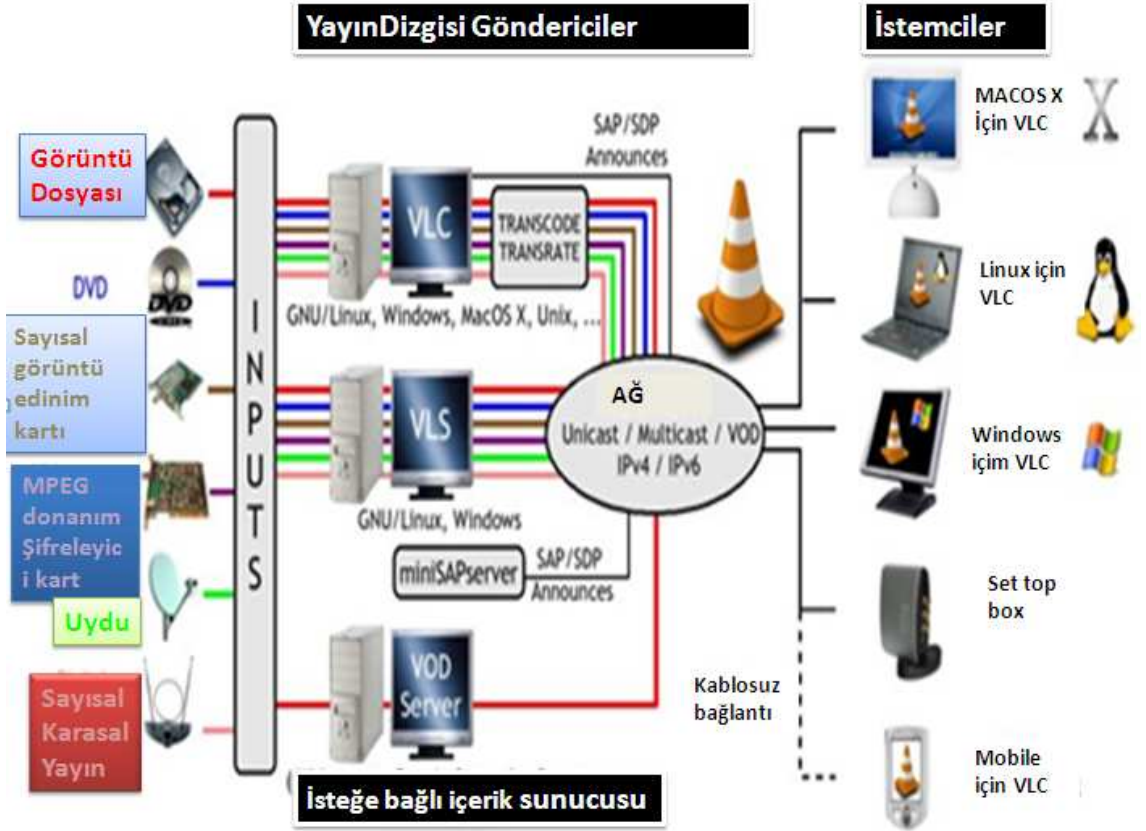 YayınDizgisi Göndericiler
İstemciler
Görüntü
Dosyası
DVD
DVD
Sayısal
görüntü
edinim
kartı
MPEG
donanım
Şifreleyic
i kart
Uydu
Sayısal
Karasal
Yayın
INPUTS
SAP/SDP
Announces
VLC
TRANSCODE
TRANSRATE
GNU/Linux, Windows, MacOS X, Unix, ...
VLS
GNU/Linux, Windows
AĞ
Unicast / Multicast / VOD
IPv4 / IPv6
miniSAPserver
SAP/SDP
Announces
VOD
Server
İsteğe bağlı içerik sunucusu
Kablosuz
bağlantı
MACOS X
İçin VLC
X
Linux için
VLC
Windows
içim VLC
Set top
box
Mobile
için VLC